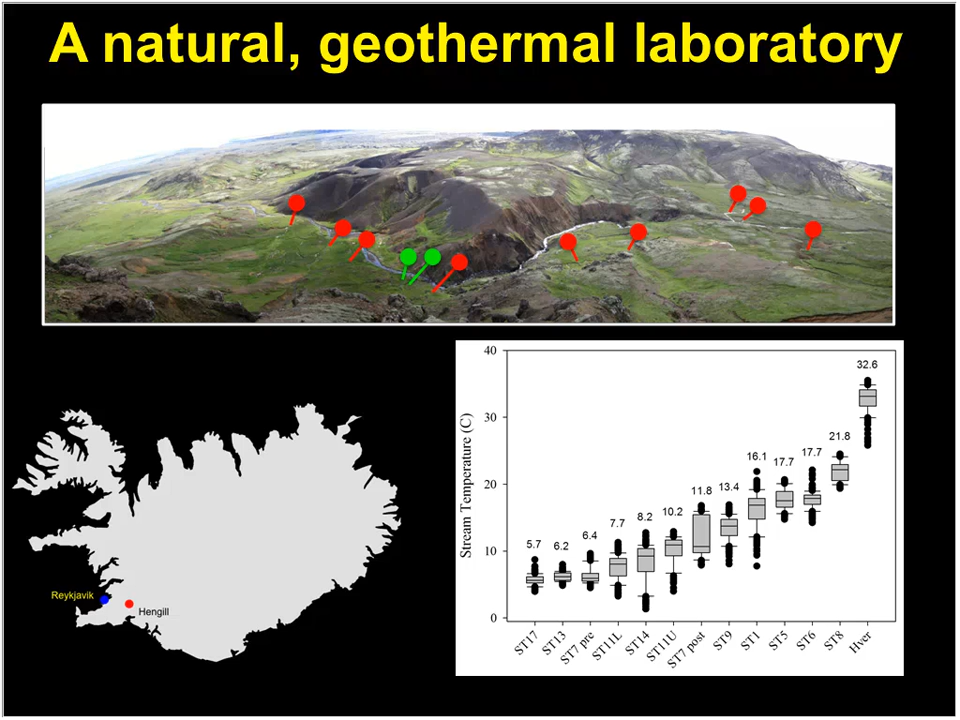 A natural, geothermal laboratory
Reykjavik
Hengill
Stream Temperature (C)
40
30
20
10
0
5.7
6.2
6.4
7.7
8.2
10.2
11.8
13.4
16.1
17.7
17.7
21.8
32.6
ST17
ST13
ST7 pre
ST11L
ST14
ST11U
ST7 post
ST9
ST1
ST5
ST6
ST8
Hver